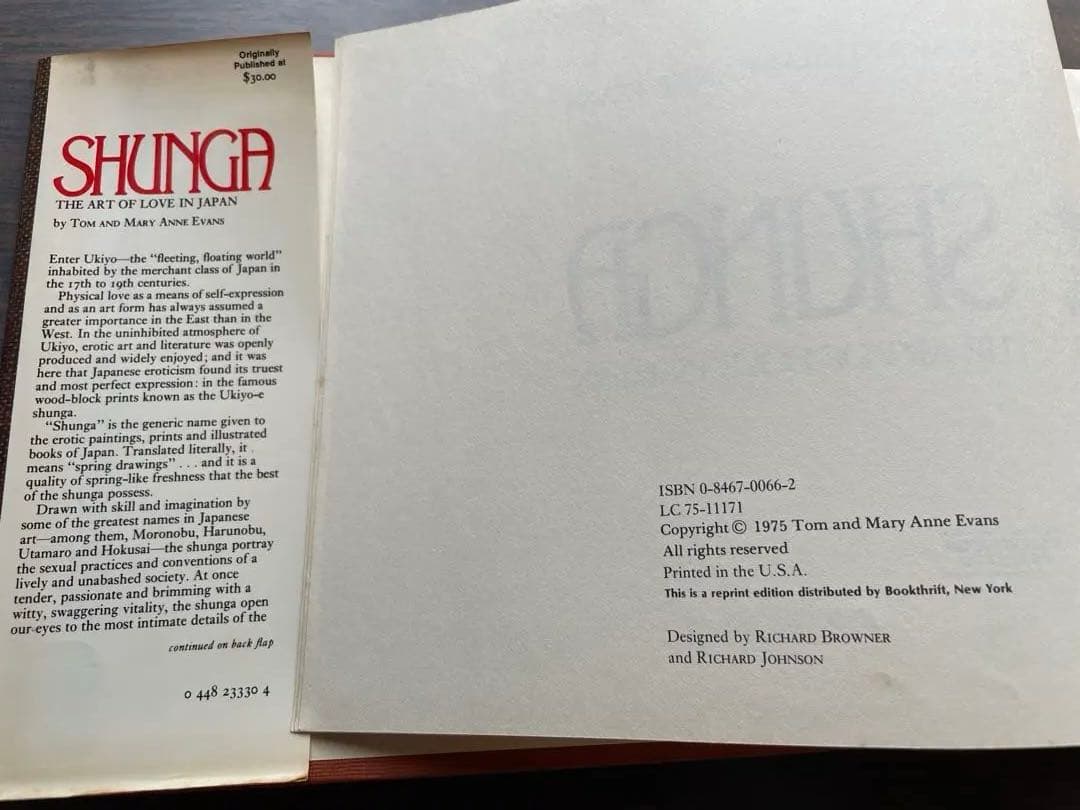 Originally
Published at
$30.00
SHUNGA
THE ART OF LOVE IN JAPAN
by TOM AND MARY ANNE EVANS
Enter Ukiyo—the “fleeting, floating world”
inhabited by the merchant class of Japan in
the 17th to 19th centuries.
Physical love as a means of self-expression
and as an art form has always assumed a
greater importance in the East than in the
West. In the uninhibited atmosphere of
Ukiyo, erotic art and literature was openly
produced and widely enjoyed; and it was
here that Japanese eroticism found its truest
and most perfect expression: in the famous
wood-block prints known as the Ukiyo-e
shunga.
“Shunga” is the generic name given to
the erotic paintings, prints and illustrated
books of Japan. Translated literally, it
means “spring drawings” . . . and it is a
quality of spring-like freshness that the best
of the shunga possess.
Drawn with skill and imagination by
some of the greatest names in Japanese
art—among them, Moronobu, Harunobu,
Utamaro and Hokusai—the shunga portray
the sexual practices and conventions of a
lively and unabashed society. At once
tender, passionate and brimming with a
witty, swaggering vitality, the shunga open
our eyes to the most intimate details of the
continued on back flap
0 448 23330 4
ISBN 0-8467-0066-2
LC 75-11171
Copyright © 1975 Tom and Mary Anne Evans
All rights reserved
Printed in the U.S.A.
This is a reprint edition distributed by Bookthrift, New York
Designed by RICHARD BROWNER
and RICHARD JOHNSON